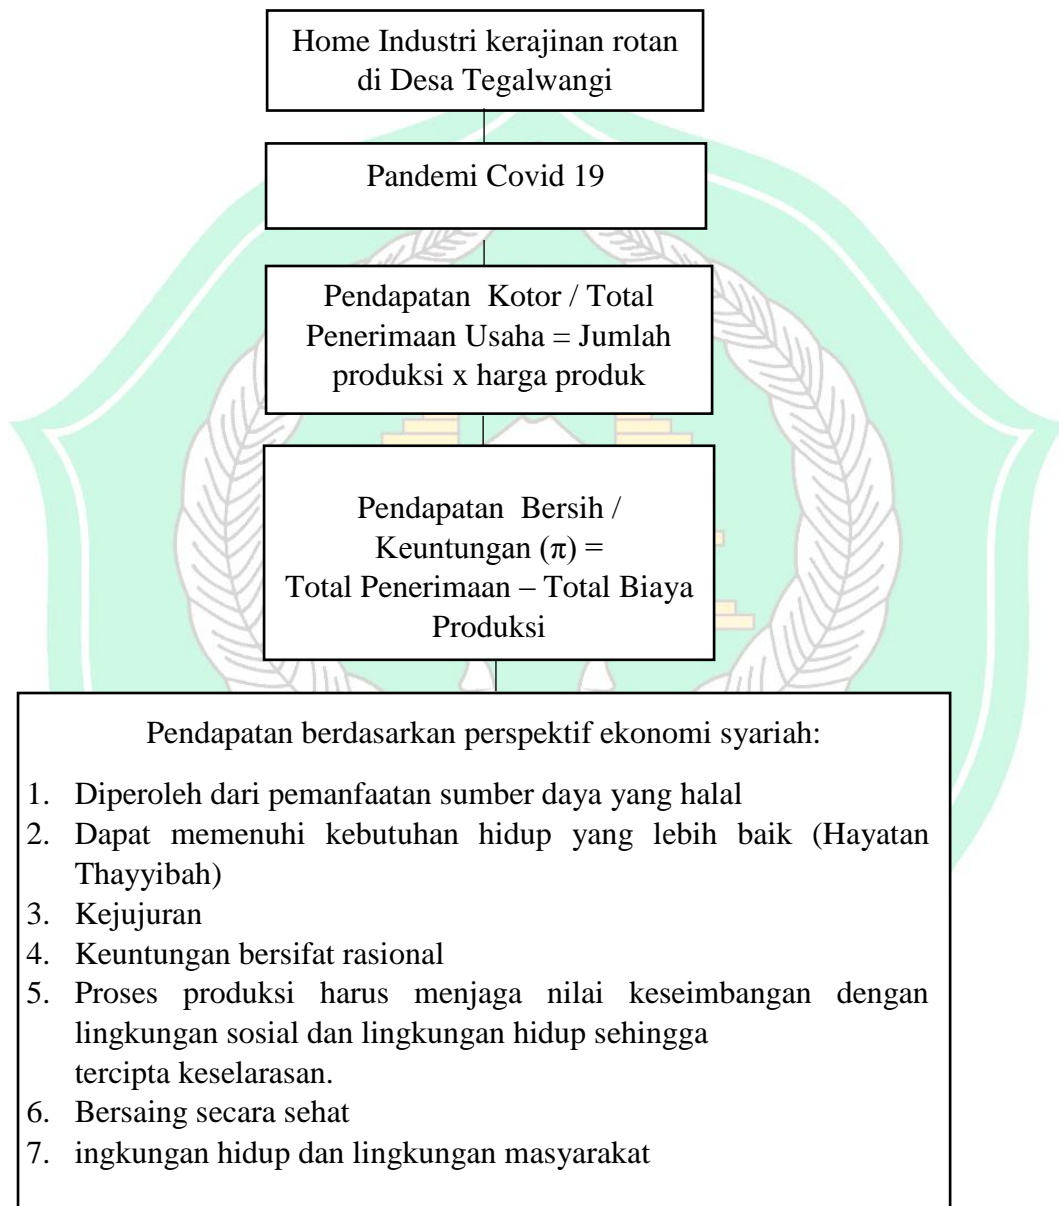 Home Industri kerajinan rotan
di Desa Tegalwangi
Pandemi Covid 19
Pendapatan Kotor / Total
Penerimaan Usaha = Jumlah
produksi x harga produk
Pendapatan Bersih /
Keuntungan (π) =
Total Penerimaan – Total Biaya
Produksi
Pendapatan berdasarkan perspektif ekonomi syariah:
1. Diperoleh dari pemanfaatan sumber daya yang halal
2. Dapat memenuhi kebutuhan hidup yang lebih baik (Hayatan
Thayyibah)
3. Kejujuran
4. Keuntungan bersifat rasional
5. Proses produksi harus menjaga nilai keseimbangan dengan
lingkungan sosial dan lingkungan hidup sehingga
tercipta keselarasan.
6. Bersaing secara sehat
7. ingkungan hidup dan lingkungan masyarakat